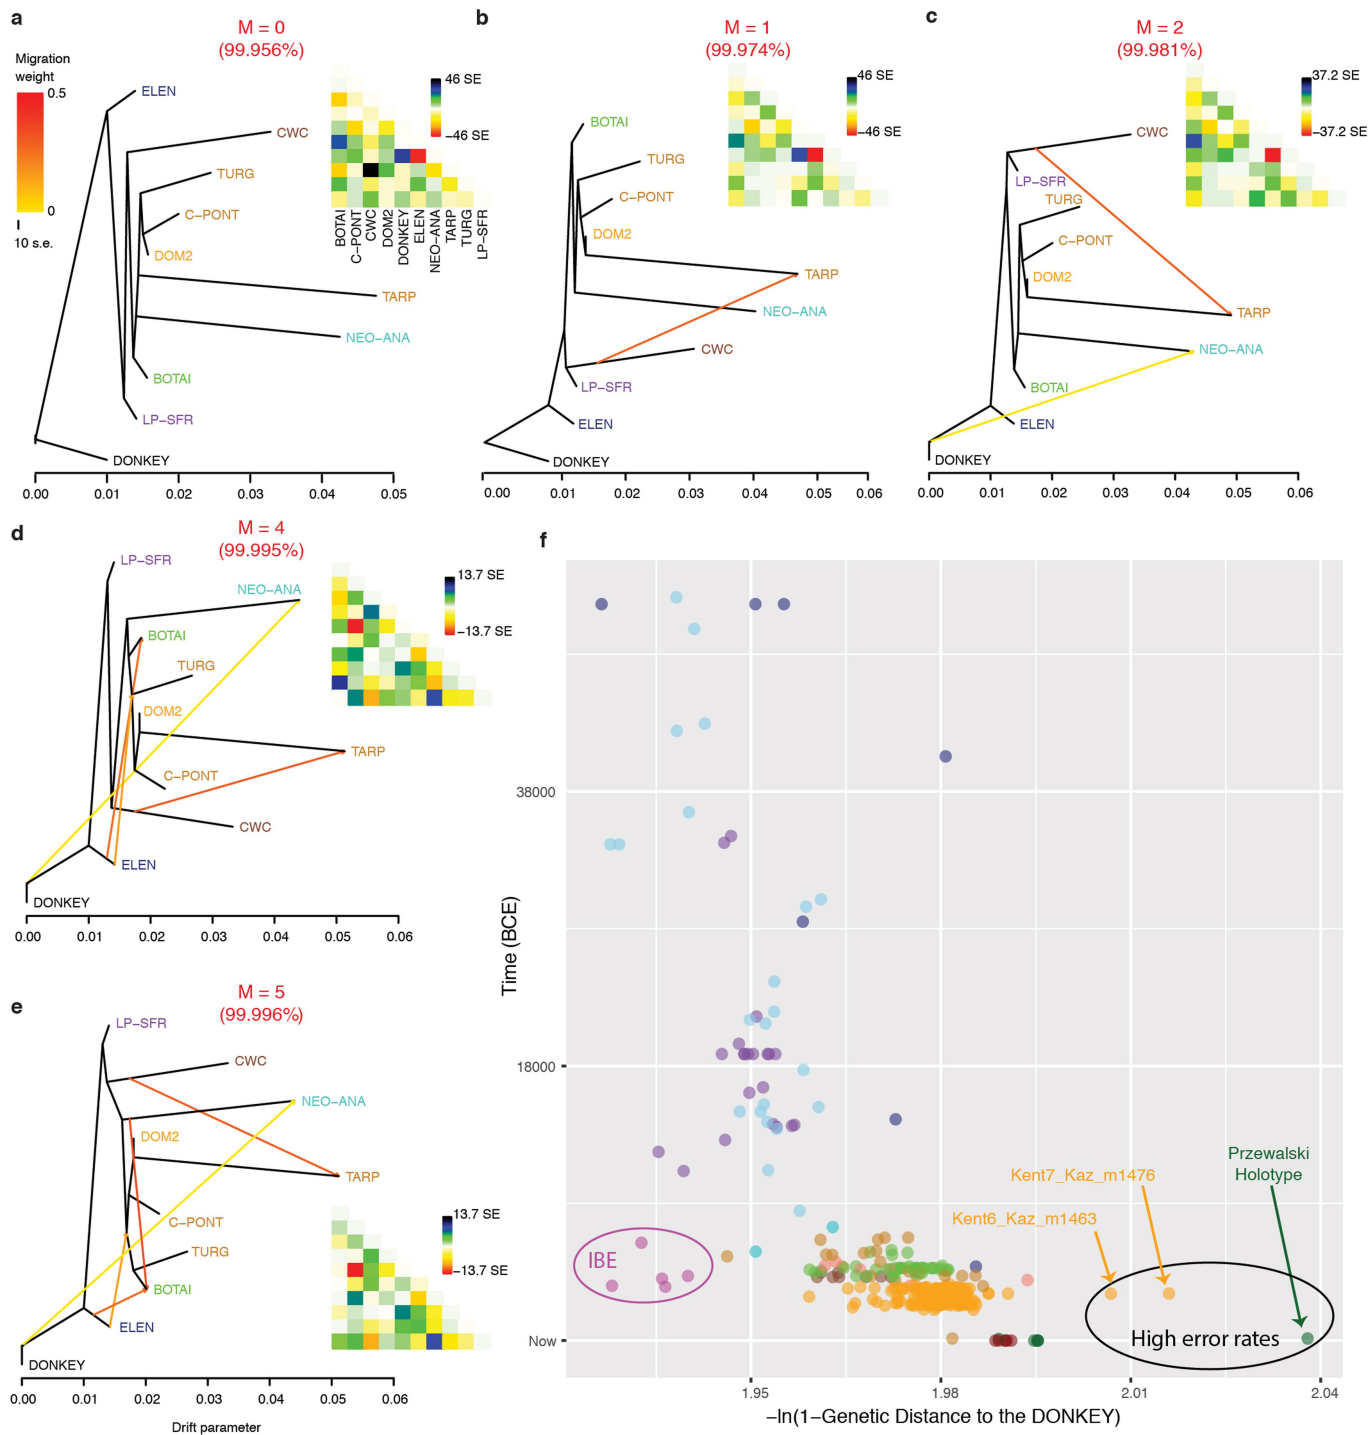 a
M = 0
(99.956%)
Migration
weight
0.5
0
10 s.e.
ELEN
CWC
TURG
C−PONT
DOM2
TARP
NEO−ANA
BOTAI
LP−SFR
DONKEY
46 SE
−46 SE
BOTAI
C−PONT
CWC
DOM2
DONKEY
ELEN
NEO−ANA
TARP
TURG
LP−SFR
0.00 0.01 0.02 0.03 0.04 0.05
b
M = 1
(99.974%)
46 SE
−46 SE
BOTAI
TURG
C−PONT
DOM2
TARP
NEO−ANA
CWC
LP−SFR
ELEN
DONKEY
0.00 0.01 0.02 0.03 0.04 0.05 0.06
c
M = 2
(99.981%)
37.2 SE
−37.2 SE
CWC
LP−SFR
TURG
C−PONT
DOM2
TARP
NEO−ANA
BOTAI
ELEN
DONKEY
0.00 0.01 0.02 0.03 0.04 0.05 0.06
d
M = 4
(99.995%)
13.7 SE
−13.7 SE
LP−SFR
NEO−ANA
BOTAI
TURG
DOM2
TARP
C−PONT
CWC
ELEN
DONKEY
0.00 0.01 0.02 0.03 0.04 0.05 0.06
e
M = 5
(99.996%)
LP−SFR
CWC
NEO−ANA
DOM2
TARP
C−PONT
TURG
BOTAI
ELEN
DONKEY
13.7 SE
−13.7 SE
0.00 0.01 0.02 0.03 0.04 0.05 0.06
Drift parameter
f
Time (BCE)
38000
18000
Now
IBE
Kent7_Kaz_m1476
Kent6_Kaz_m1463
Przewalski
Holotype
High error rates
1.95 1.98 2.01 2.04
−ln(1−Genetic Distance to the DONKEY)